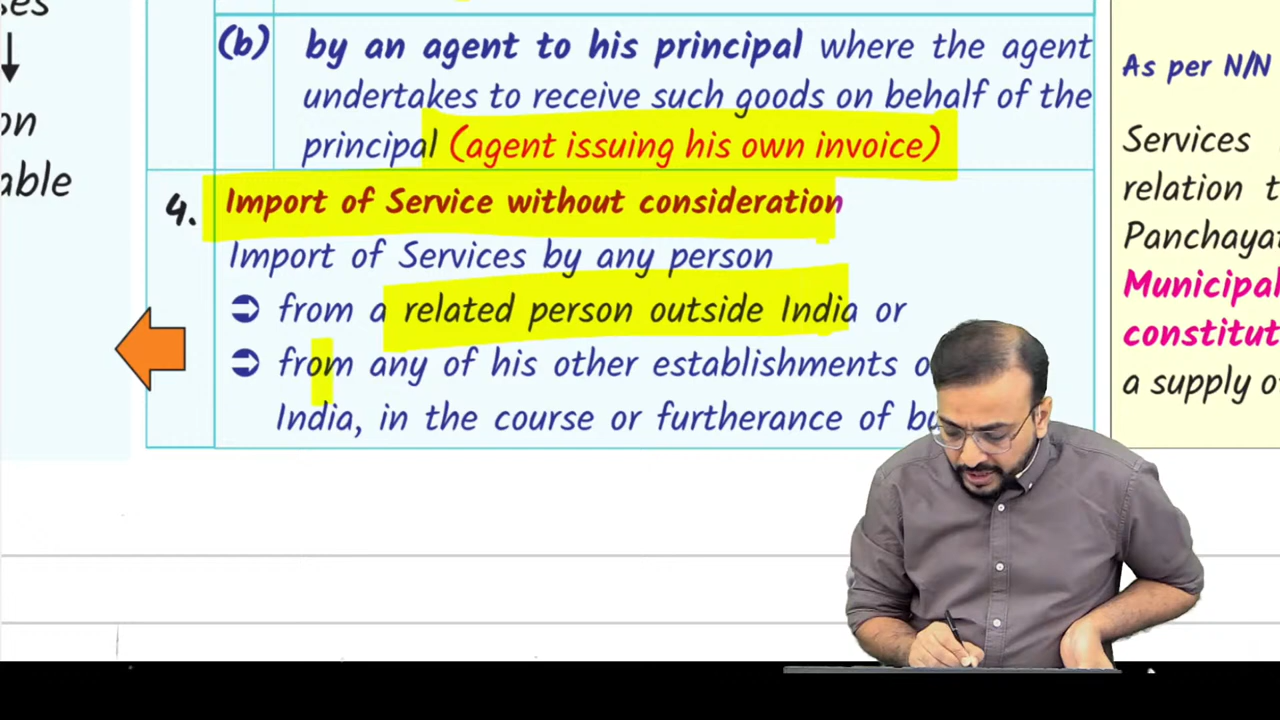 (b) by an agent to his principal where the agent
undertakes to receive such goods on behalf of the
principal (agent issuing his own invoice)
4. Import of Service without consideration
Import of Services by any person
⇒ from a related person outside India or
⇒ from any of his other establishments
India, in the course or furtherance of
As per N/N
Services
relation
Panchayat
Municipal
constitut
a supply